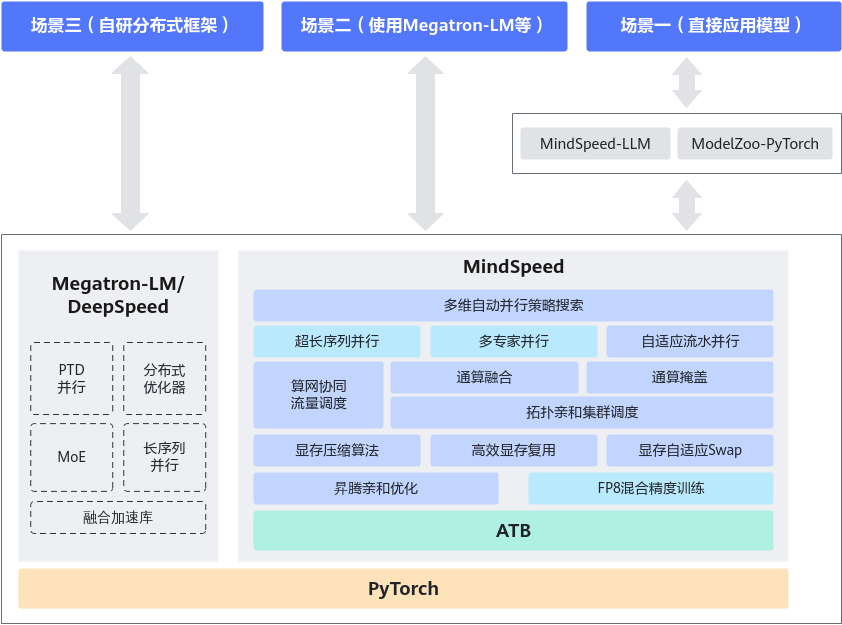 场景三（自研分布式框架）
场景二（使用Megatron-LM等）
场景一（直接应用模型）
MindSpeed-LLM
ModelZoo-PyTorch
Megatron-LM/
DeepSpeed
PTD
并行
分布式
优化器
MoE
长序列
并行
融合加速库
MindSpeed
多维自动并行策略搜索
超长序列并行
多专家并行
自适应流水并行
算网协同
流量调度
通算融合
通算掩盖
拓扑亲和集群调度
显存压缩算法
高效显存复用
显存自适应Swap
昇腾亲和优化
FP8混合精度训练
ATB
PyTorch